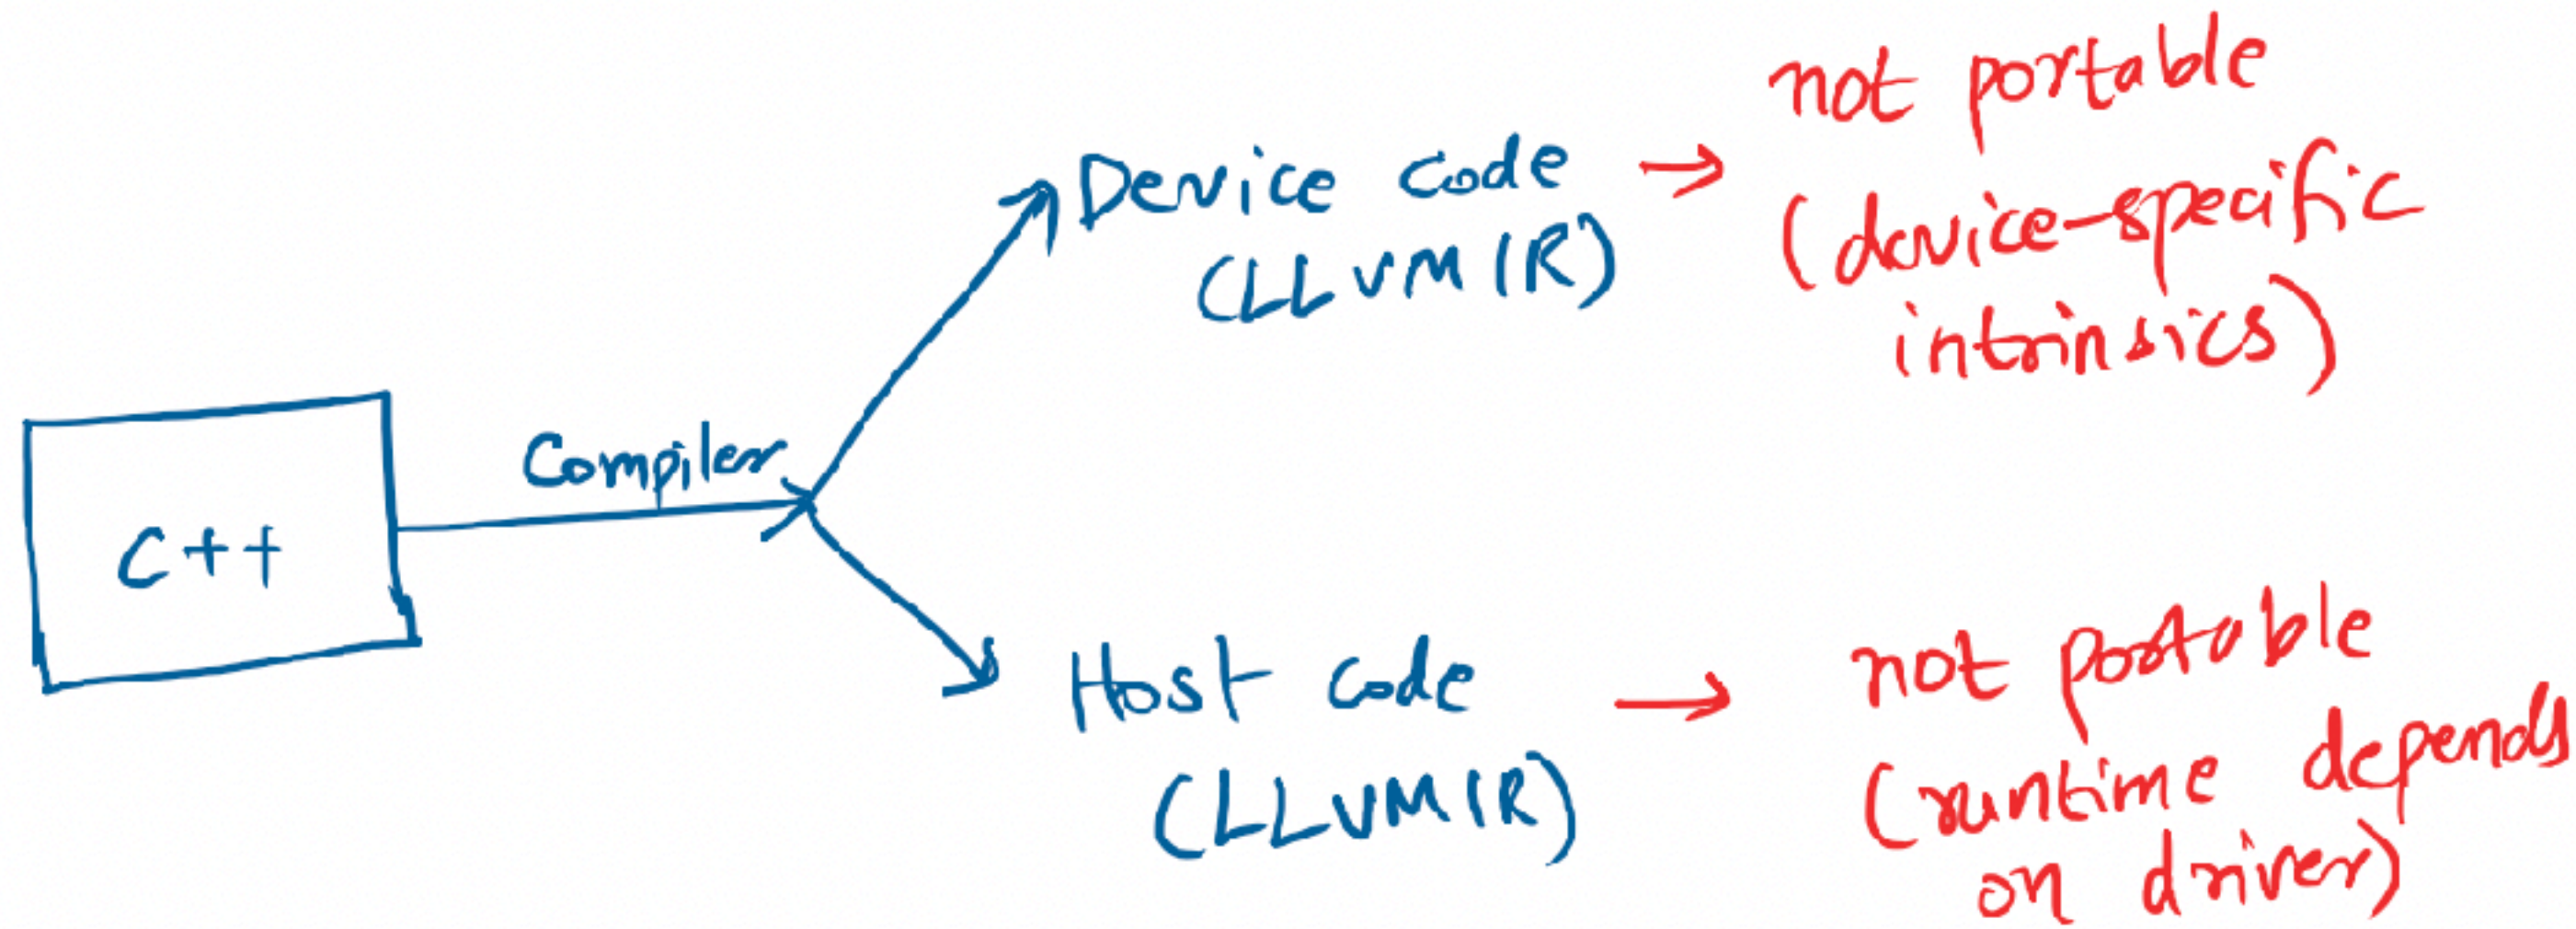 C++
Compiler
Device code
(LLVM IR)
not portable
(device-specific
intrinsics)
Host code
(LLVM IR)
not portable
(runtime depends
on driver)